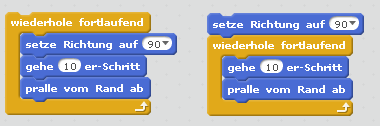 wiederhole fortlaufend
setze Richtung auf 90
gehe 10 er-Schritt
pralle vom Rand ab
setze Richtung auf 90
wiederhole fortlaufend
gehe 10 er-Schritt
pralle vom Rand ab